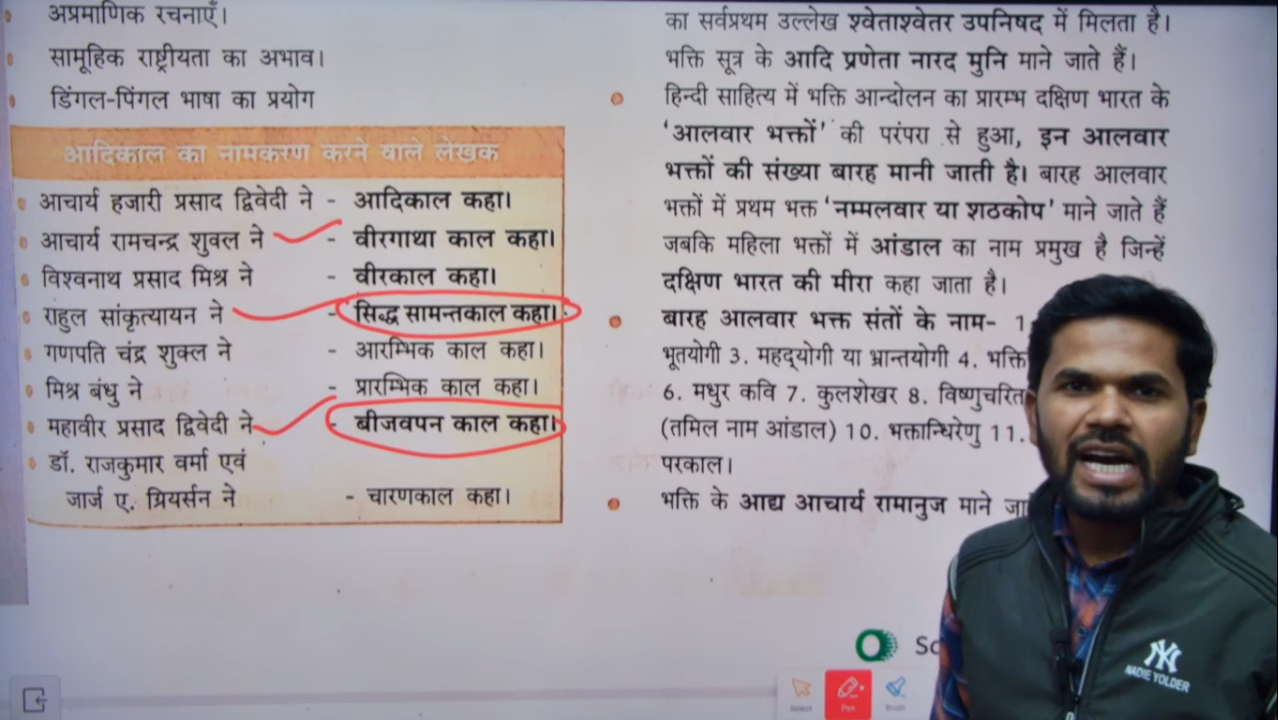 अप्रमाणिक रचनाएँ।
सामूहिक राष्ट्रीयता का अभाव।
डिंगल-पिंगल भाषा का प्रयोग
आदिकाल का नामकरण करने वाले लेखक
आचार्य हजारी प्रसाद द्विवेदी ने - आदिकाल कहा।
आचार्य रामचन्द्र शुक्ल ने - वीरगाथा काल कहा।
विश्वनाथ प्रसाद मिश्र ने - वीरकाल कहा।
राहुल सांकृत्यायन ने - सिद्ध सामन्तकाल कहा।
गणपति चंद्र शुक्ल ने - आरम्भिक काल कहा।
मिश्र बंधु ने - प्रारम्भिक काल कहा।
महावीर प्रसाद द्विवेदी ने - बीजवपन काल कहा।
डॉ. राजकुमार वर्मा एवं
जार्ज ए. ग्रियर्सन ने - चारणकाल कहा।
का सर्वप्रथम उल्लेख श्वेताश्वेतर उपनिषद में मिलता है।
भक्ति सूत्र के आदि प्रणेता नारद मुनि माने जाते हैं।
हिन्दी साहित्य में भक्ति आन्दोलन का प्रारम्भ दक्षिण भारत के
'आलवार भक्तों' की परंपरा से हुआ, इन आलवार
भक्तों की संख्या बारह मानी जाती है। बारह आलवार
भक्तों में प्रथम भक्त 'नम्मलवार या शठकोप' माने जाते हैं
जबकि महिला भक्तों में आंडाल का नाम प्रमुख है जिन्हें
दक्षिण भारत की मीरा कहा जाता है।
बारह आलवार भक्त संतों के नाम- 1
भूतयोगी 3. महद्योगी या भ्रान्तयोगी 4. भक्ति
6. मधुर कवि 7. कुलशेखर 8. विष्णुचरित
(तमिल नाम आंडाल) 10. भक्तान्धिरेणु 11.
परकाल।
भक्ति के आद्य आचार्य रामानुज माने
Select
Pen
Brush
NADIE YOLDER